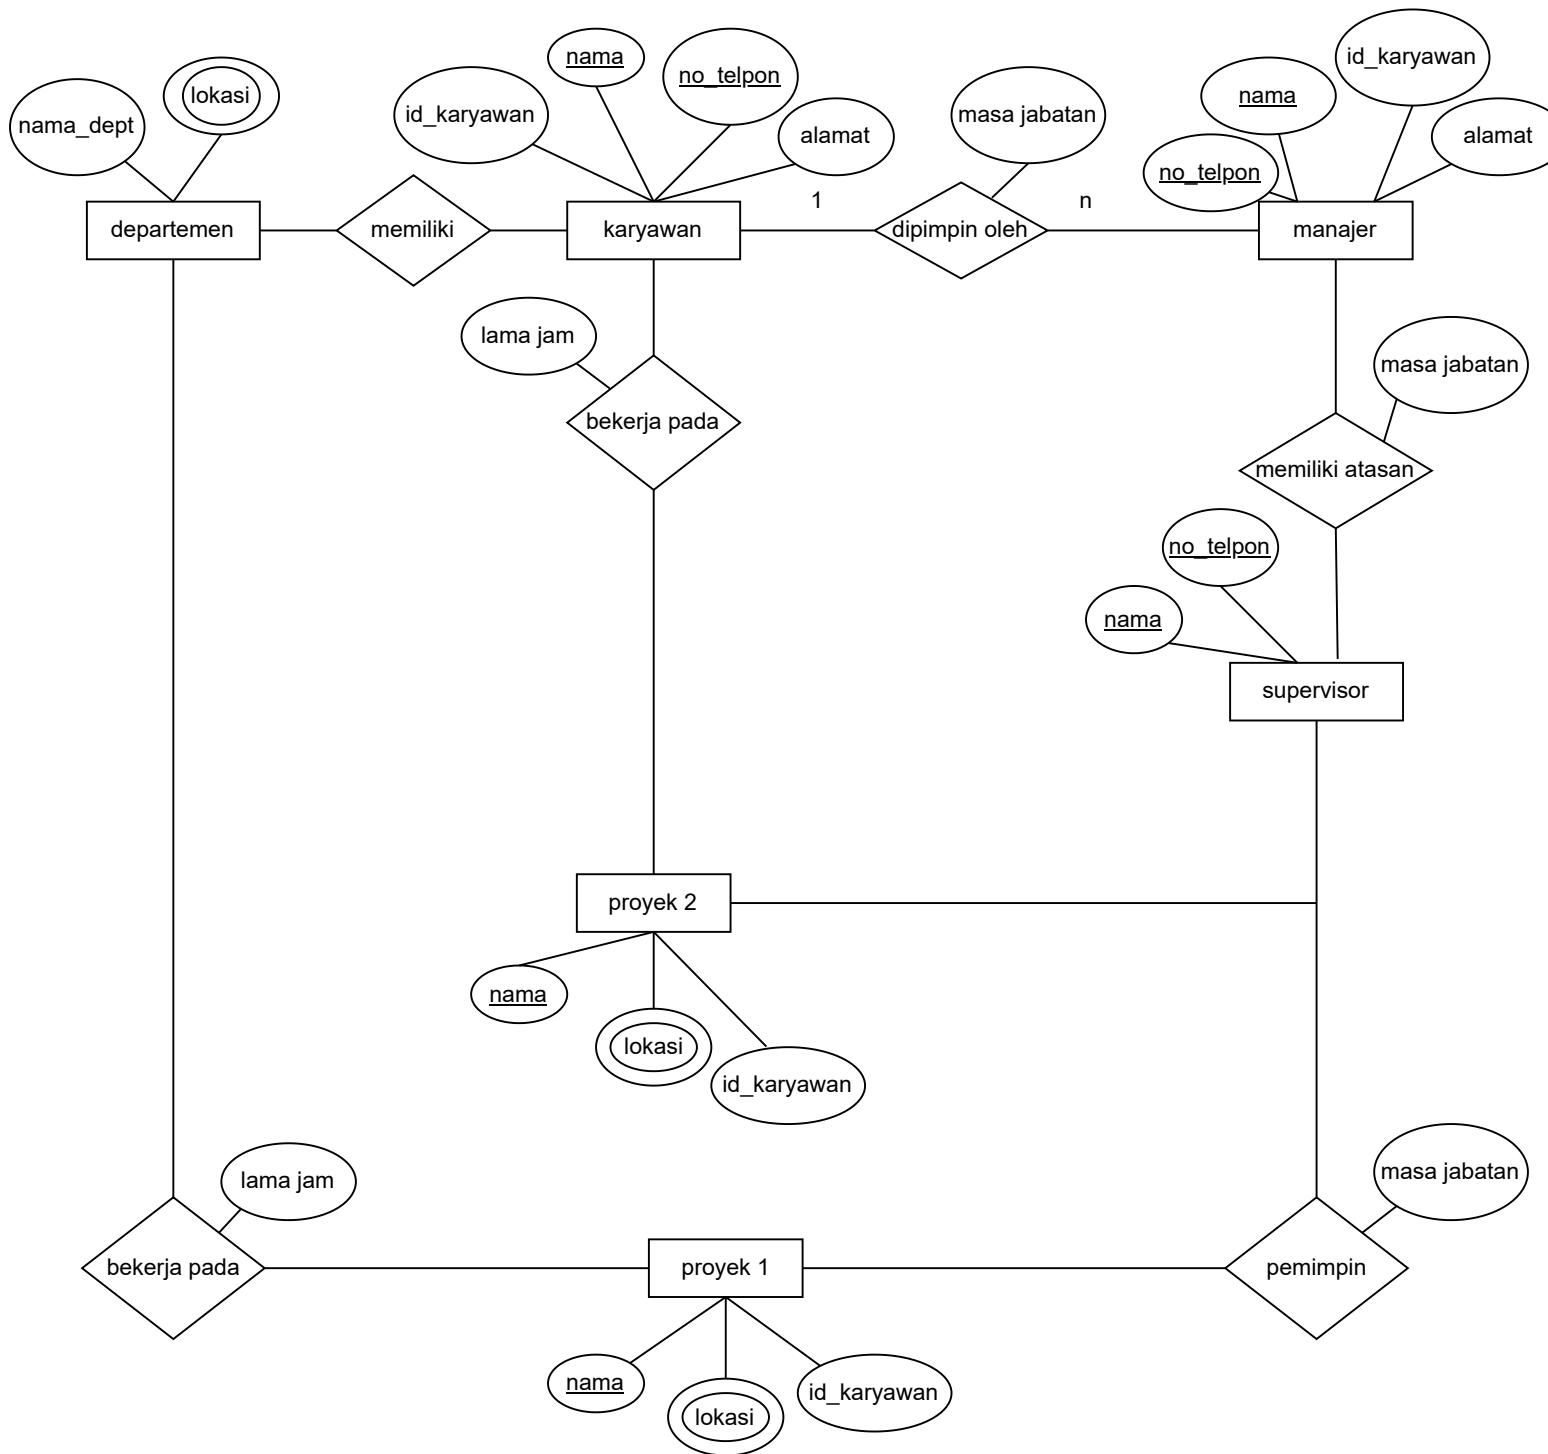 id_karyawan
nama
no_telpon
nama
lokasi
no_telpon
id_karyawan
masa jabatan
nama_dept
alamat
alamat
1
n
departemen
memiliki
karyawan
dipimpin oleh
manajer
lama jam
masa jabatan
bekerja pada
memiliki atasan
no_telpon
nama
supervisor
proyek 2
nama
lokasi
id_karyawan
lama jam
masa jabatan
bekerja pada
proyek 1
pemimpin
nama
lokasi
id_karyawan